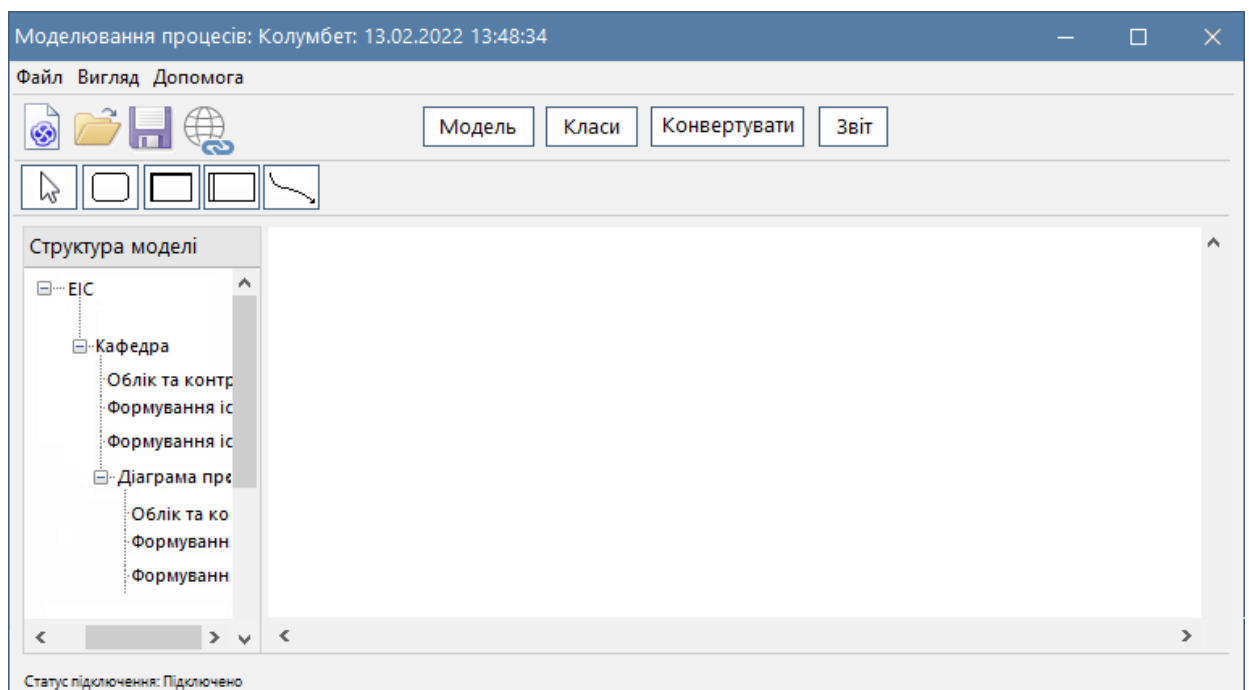 Моделювання процесів: Колумбет: 13.02.2022 13:48:34
Файл Вигляд Допомога
Модель Класи Конвертувати Звіт
Структура моделі
ЕІС
Кафедра
Облік та контр
Формування іс
Формування іс
Діаграма пре
Облік та ко
Формуванн
Формуванн
Статус підключення: Підключено